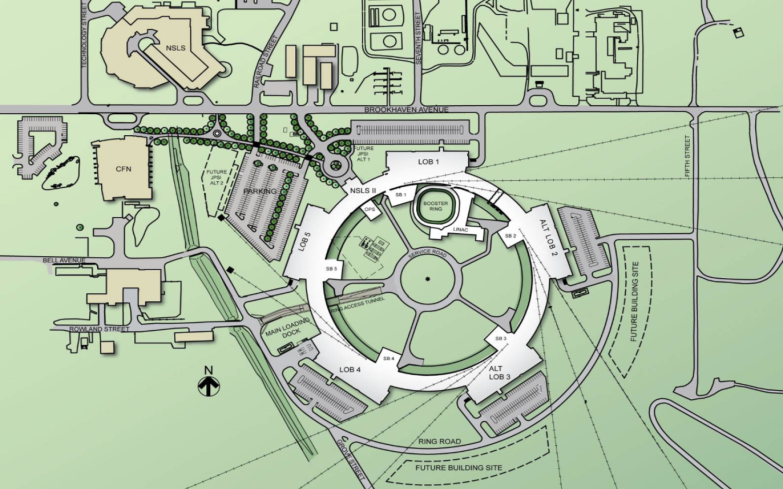 TECHNOLOGY STREET
NSLS
RAILROAD STREET
SEVENTH STREET
BROOKHAVEN AVENUE
FIFTH STREET
CFN
FUTURE
JPSI
ALT 2
PARKING
FUTURE
JPSI
ALT 1
LOB 1
NSLS II
OPS
SB 1
BOOSTER
RING
LINAC
SB 2
ALT LOB 2
LOB 5
SB 5
SERVICE ROAD
BELL AVENUE
FUTURE BUILDING SITE
ACCESS TUNNEL
MAIN LOADING
DOCK
ROWLAND STREET
SB 3
SB 4
LOB 4
ALT
LOB 3
N
RING ROAD
GROVE STREET
FUTURE BUILDING SITE